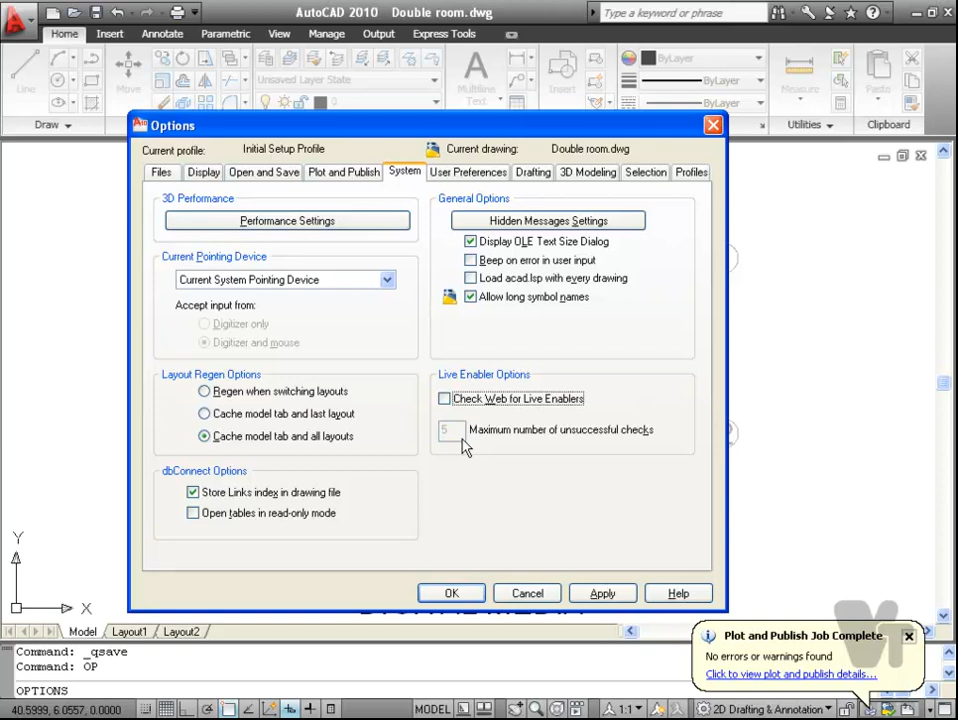 AutoCAD 2010 Double room.dwg
Type a keyword or phrase
Home Insert Annotate Parametric View Manage Output Express Tools
Line Move Unsaved Layer State Multiline Text Insert ByLayer Measure Paste
ByLayer
ByLayer
Draw Utilities Clipboard
Options
Current profile: Initial Setup Profile Current drawing: Double room.dwg
Files Display Open and Save Plot and Publish System User Preferences Drafting 3D Modeling Selection Profiles
3D Performance
Performance Settings
Current Pointing Device
Current System Pointing Device
Accept input from:
Digitizer only
Digitizer and mouse
Layout Regen Options
Regen when switching layouts
Cache model tab and last layout
Cache model tab and all layouts
dbConnect Options
Store Links index in drawing file
Open tables in read-only mode
General Options
Hidden Messages Settings
Display OLE Text Size Dialog
Beep on error in user input
Load acad.lsp with every drawing
Allow long symbol names
Live Enabler Options
Check Web for Live Enablers
5 Maximum number of unsuccessful checks
OK Cancel Apply Help
Y
X
Model Layout1 Layout2
Command: _qsave
Command: OP
OPTIONS
Plot and Publish Job Complete
No errors or warnings found
Click to view plot and publish details...
40.5999, 6.0557, 0.0000 MODEL 1:1 2D Drafting & Annotation